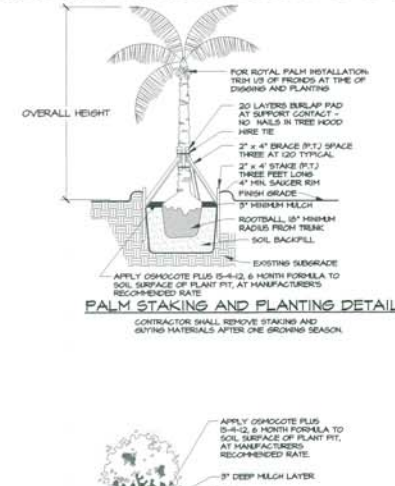 FOR ROYAL PALM INSTALLATION:
TRIM 1/3 OF FRONDS AT TIME OF
DIGGING AND PLANTING
OVERALL HEIGHT
20 LAYERS BURLAP PAD
AT SUPPORT CONTACT -
NO NAILS IN TREE WOOD
WIRE TIE
2" x 4" BRACE (P.T.) SPACE
THREE AT 120 TYPICAL
2" x 4" STAKE (P.T.)
THREE FEET LONG
4" MIN. SAUCER RIM
FINISH GRADE
3" MINIMUM MULCH
ROOTBALL, 18" MINIMUM
RADIUS FROM TRUNK
SOIL BACKFILL
EXISTING SUBGRADE
APPLY OSMOCOTE PLUS 15-9-12, 6 MONTH FORMULA TO
SOIL SURFACE OF PLANT PIT, AT MANUFACTURER'S
RECOMMENDED RATE
PALM STAKING AND PLANTING DETAIL
CONTRACTOR SHALL REMOVE STAKING AND
GUYING MATERIALS AFTER ONE GROWING SEASON.
APPLY OSMOCOTE PLUS
15-9-12, 6 MONTH FORMULA TO
SOIL SURFACE OF PLANT PIT,
AT MANUFACTURERS
RECOMMENDED RATE.
3" DEEP MULCH LAYER